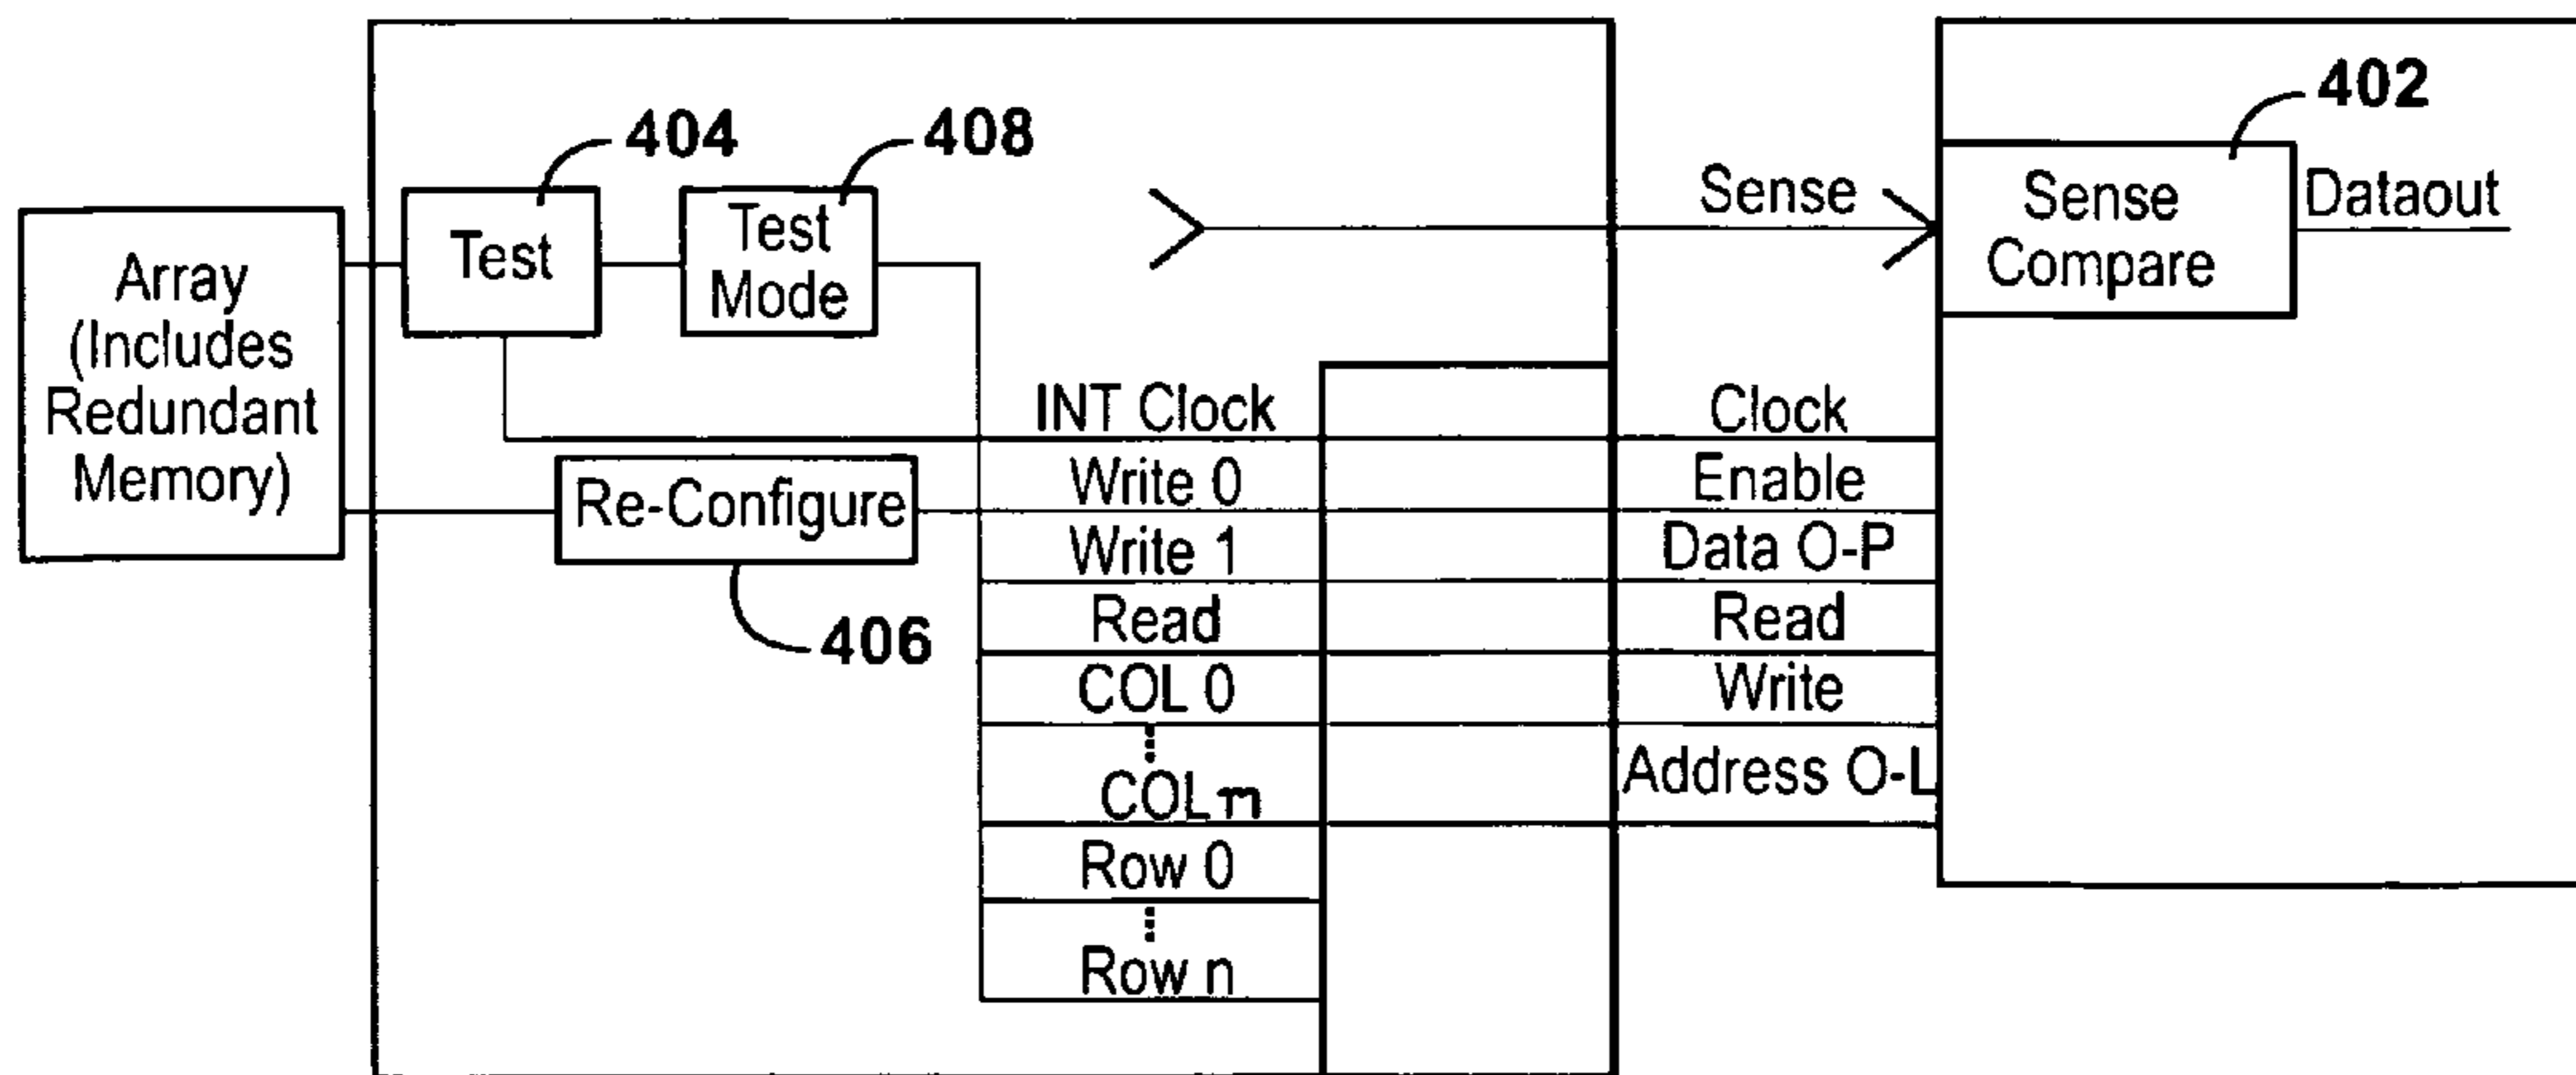 402
404
408
Sense
Sense
Compare
Dataout
Test
Test
Mode
Array
(Includes
Redundant
Memory)
INT Clock
Clock
Re-Configure
Write 0
Enable
Write 1
Data O-P
406
Read
Read
COL 0
Write
COL m
Address O-L
Row 0
Row n